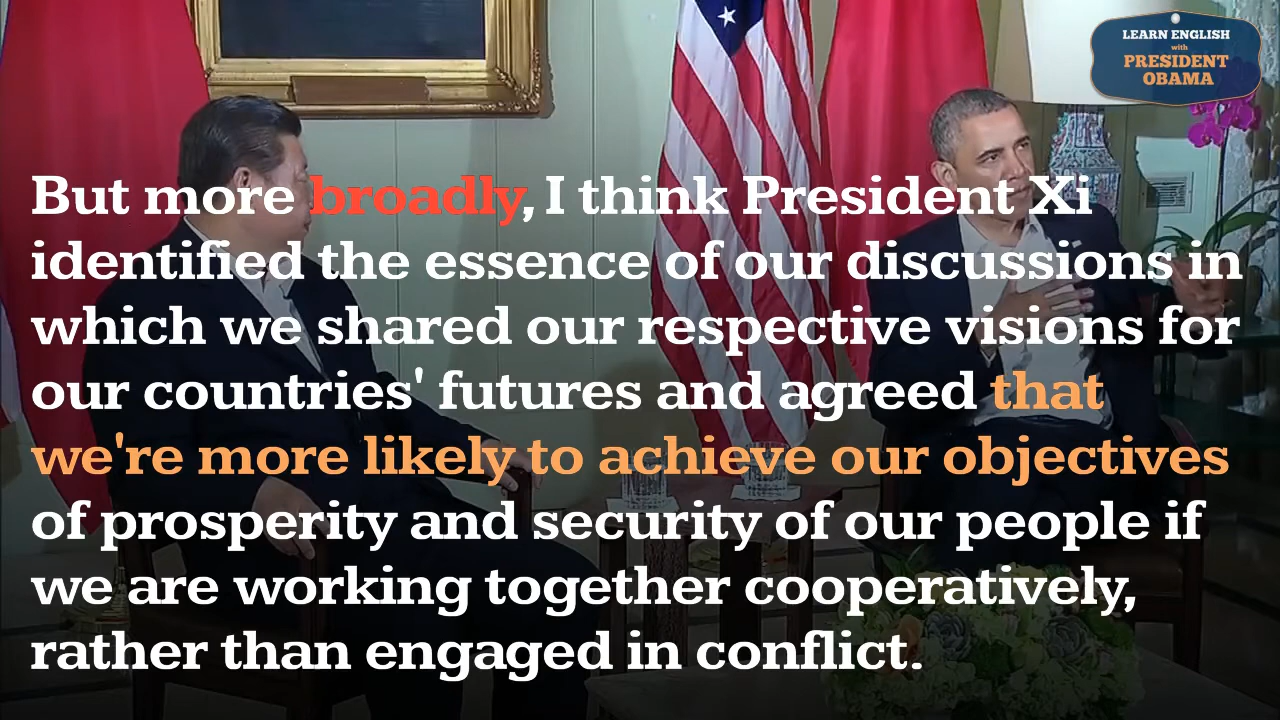 LEARN ENGLISH
with
PRESIDENT
OBAMA
But more broadly, I think President Xi
identified the essence of our discussions in
which we shared our respective visions for
our countries' futures and agreed that
we're more likely to achieve our objectives
of prosperity and security of our people if
we are working together cooperatively,
rather than engaged in conflict.